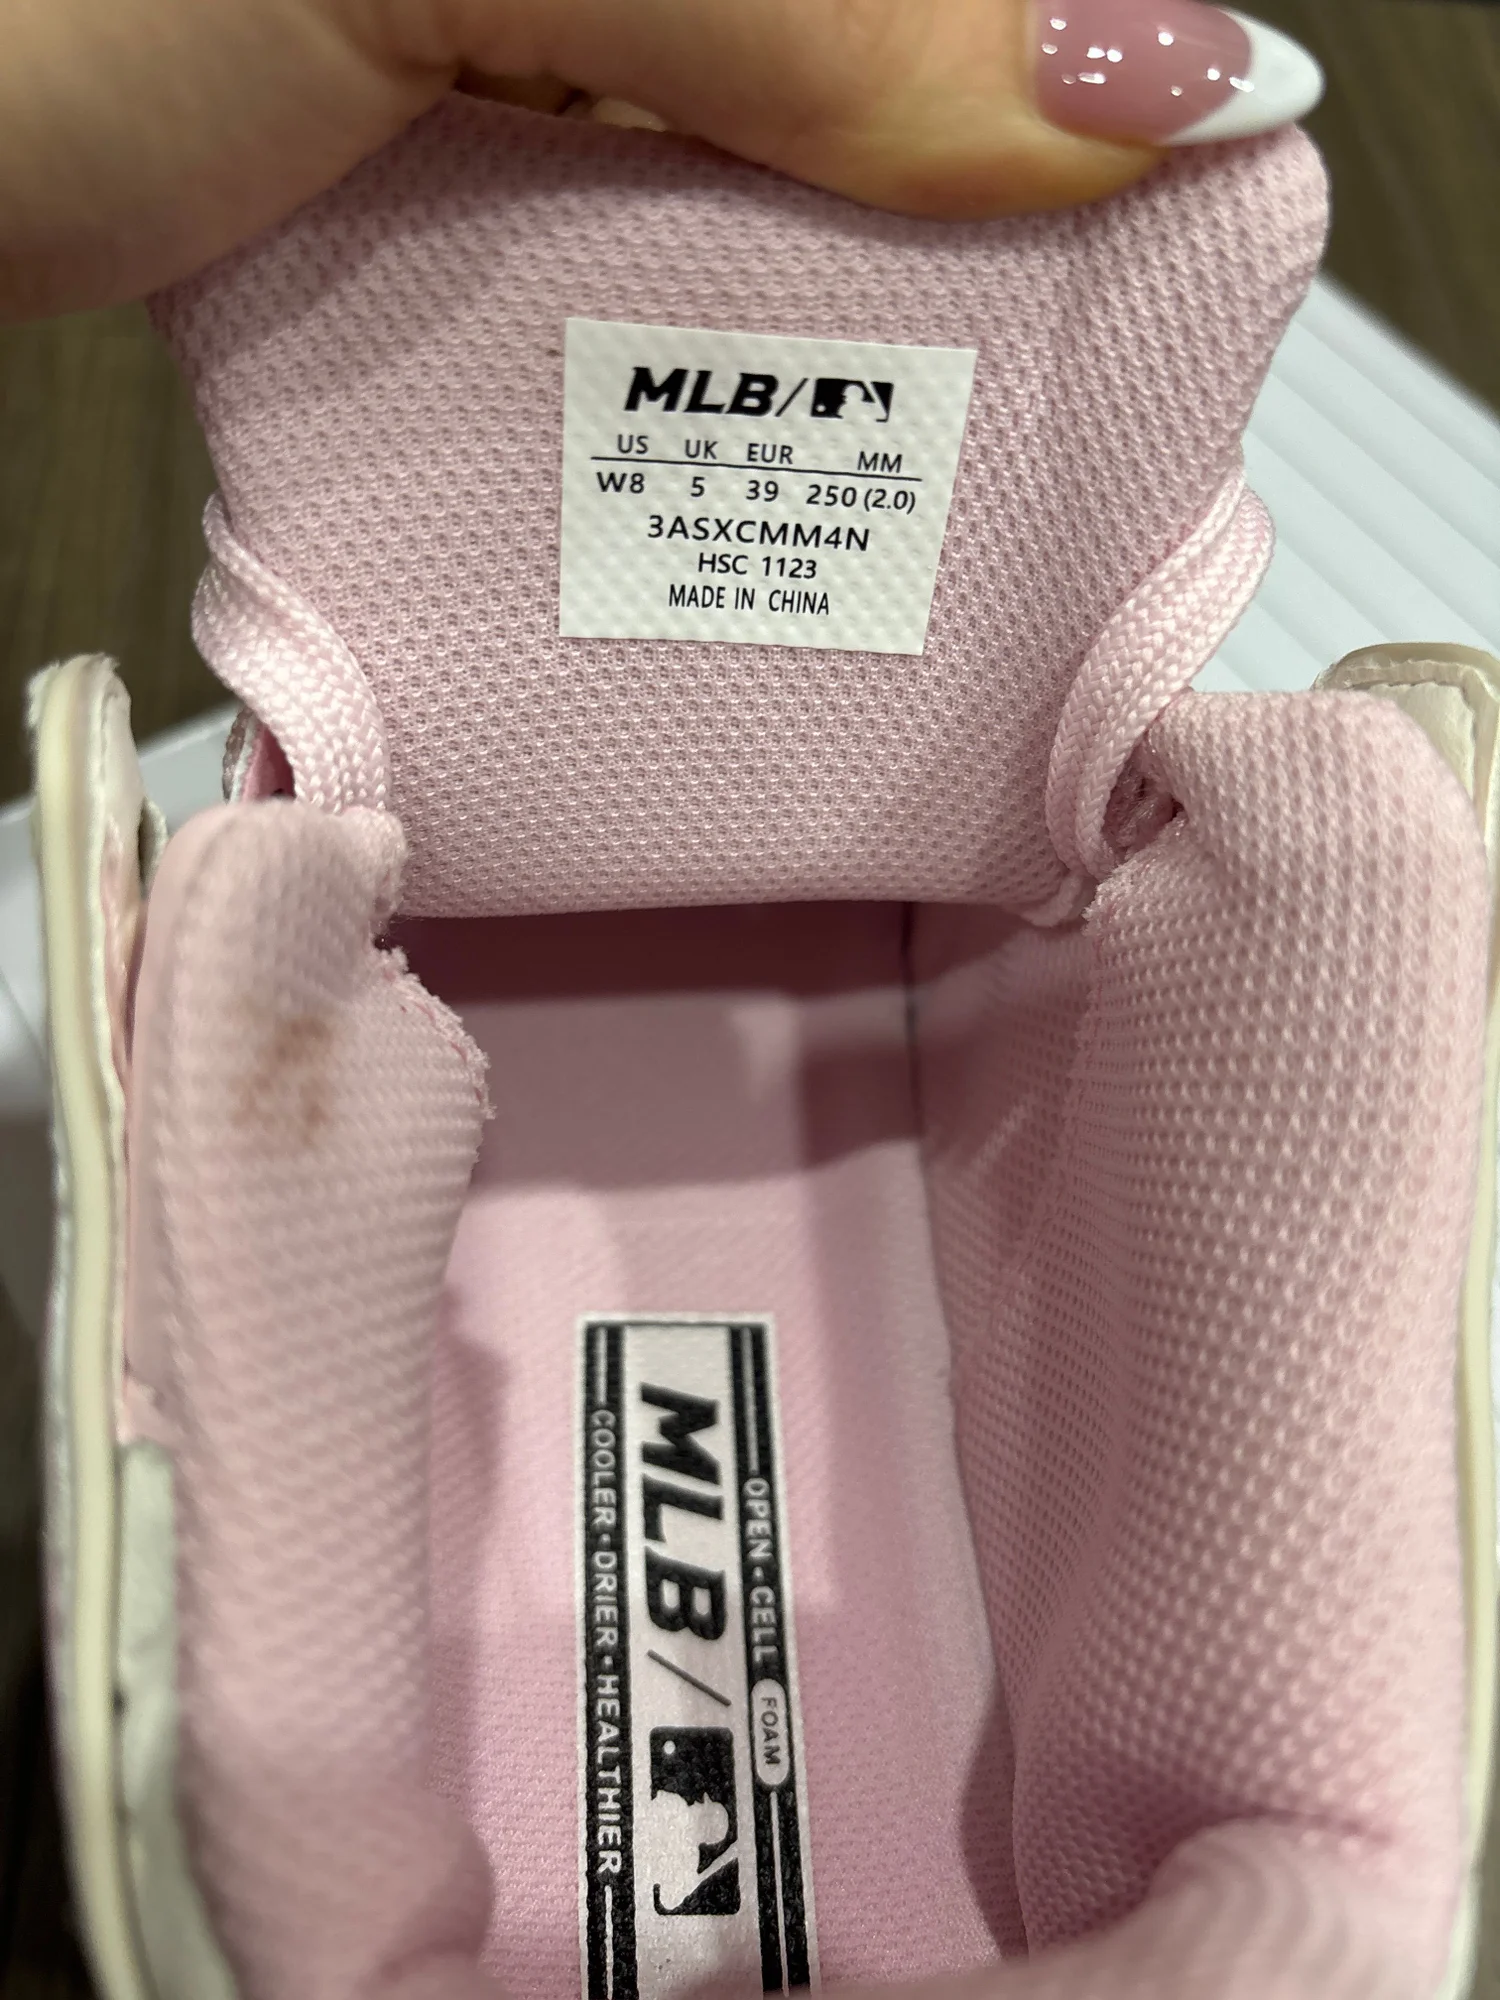 MLB/
US UK EUR MM
W8 5 39 250 (2.0)
3ASXCMM4N
HSC 1123
MADE IN CHINA
OPEN·CELL FOAM
MLB/
COOLER·DRIER·HEALTHIER